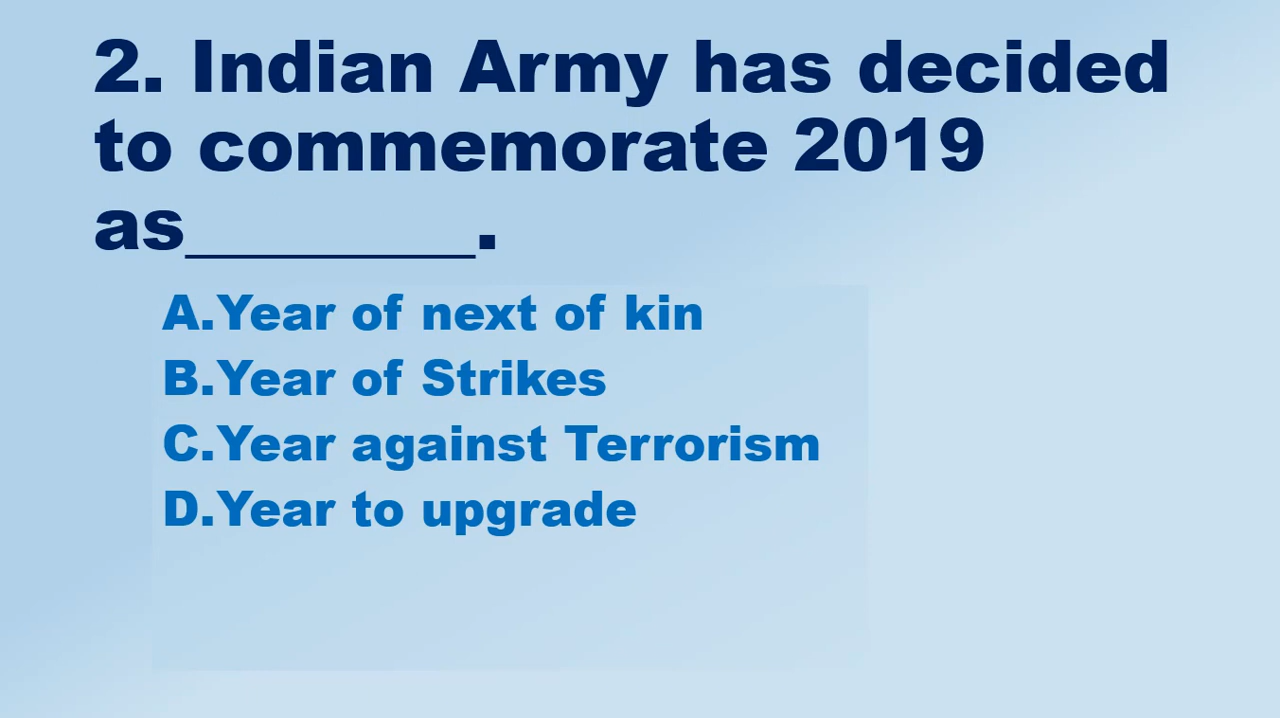 2. Indian Army has decided
to commemorate 2019
as________.
A.Year of next of kin
B.Year of Strikes
C.Year against Terrorism
D.Year to upgrade